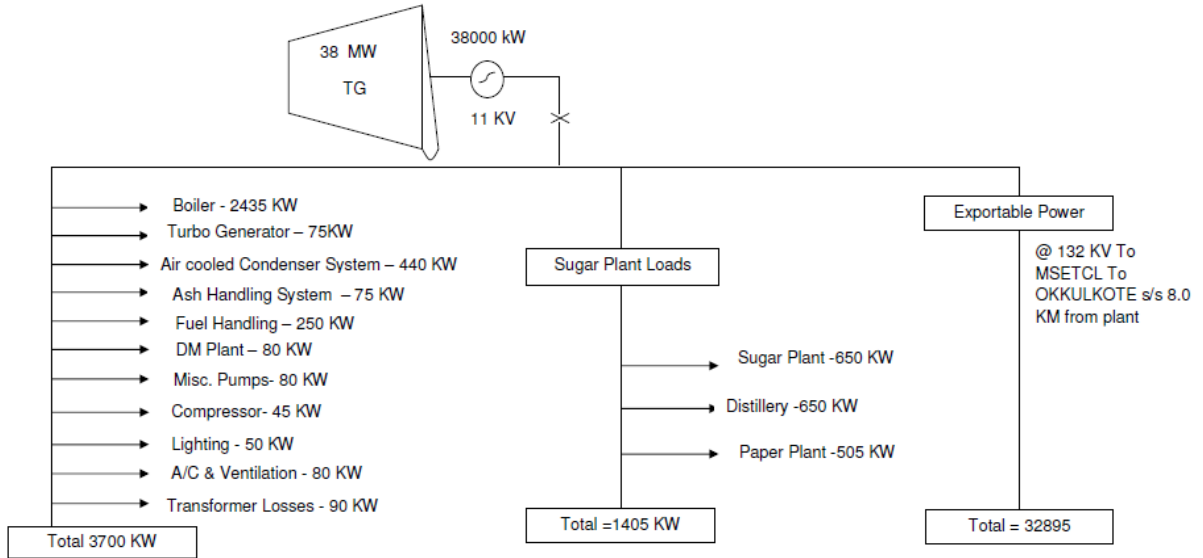 38 MW
TG
38000 kW
11 KV
Boiler - 2435 KW
Turbo Generator – 75KW
Air cooled Condenser System – 440 KW
Ash Handling System – 75 KW
Fuel Handling – 250 KW
DM Plant – 80 KW
Misc. Pumps- 80 KW
Compressor- 45 KW
Lighting - 50 KW
A/C & Ventilation - 80 KW
Transformer Losses - 90 KW
Total 3700 KW
Sugar Plant Loads
Sugar Plant -650 KW
Distillery -650 KW
Paper Plant -505 KW
Total =1405 KW
Exportable Power
@ 132 KV To
MSETCL To
OKKULKOTE s/s 8.0
KM from plant
Total = 32895